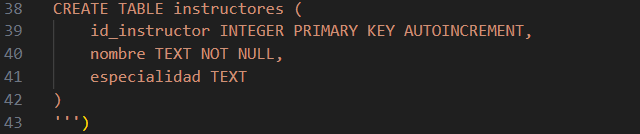 38 CREATE TABLE instructores (
39     id_instructor INTEGER PRIMARY KEY AUTOINCREMENT,
40     nombre TEXT NOT NULL,
41     especialidad TEXT
42 )
43 ''')